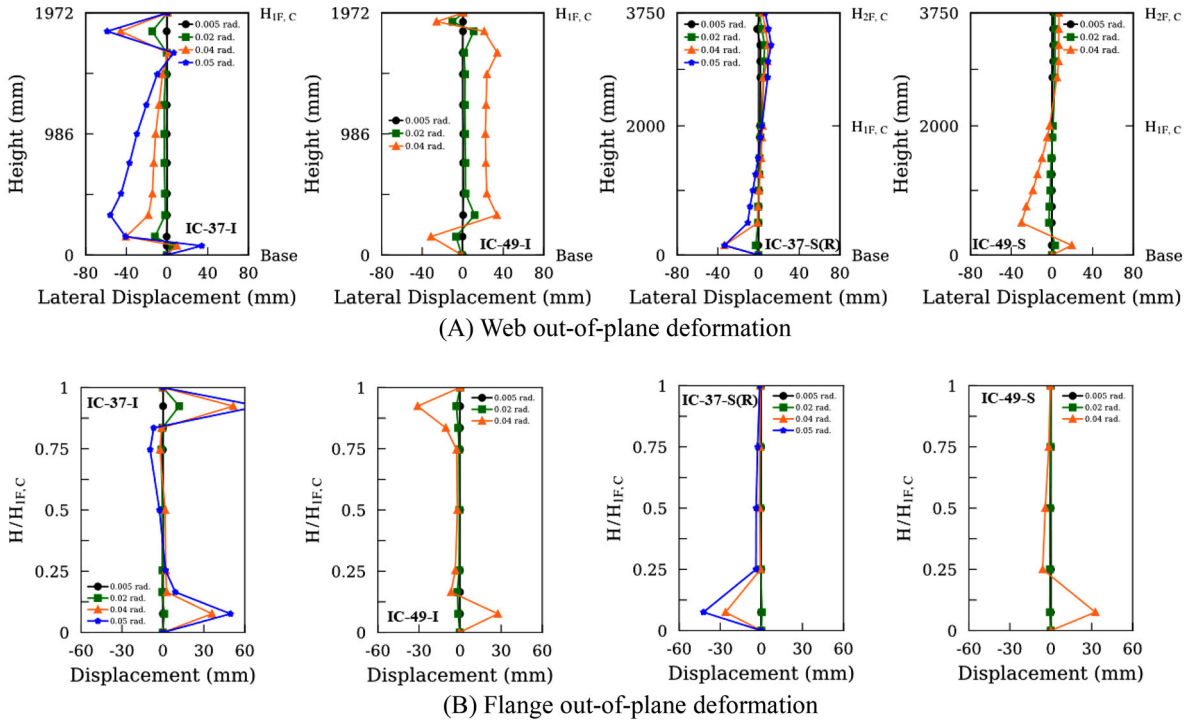 1972
986
0
Height (mm)
-80 -40 0 40 80
Lateral Displacement (mm)
H1F, C
Base
0.005 rad.
0.02 rad.
0.04 rad.
0.05 rad.
IC-37-I
1972
986
0
Height (mm)
-80 -40 0 40 80
Lateral Displacement (mm)
H1F, C
Base
0.005 rad.
0.02 rad.
0.04 rad.
IC-49-I
3750
2000
0
Height (mm)
-80 -40 0 40 80
Lateral Displacement (mm)
H2F, C
H1F, C
Base
0.005 rad.
0.02 rad.
0.04 rad.
0.05 rad.
IC-37-S(R)
3750
2000
0
Height (mm)
-80 -40 0 40 80
Lateral Displacement (mm)
H2F, C
H1F, C
Base
0.005 rad.
0.02 rad.
0.04 rad.
IC-49-S
(A) Web out-of-plane deformation
1
0.75
0.5
0.25
0
H/H1F,C
-60 -30 0 30 60
Displacement (mm)
IC-37-I
0.005 rad.
0.02 rad.
0.04 rad.
0.05 rad.
1
0.75
0.5
0.25
0
H/H1F,C
-60 -30 0 30 60
Displacement (mm)
0.005 rad.
0.02 rad.
0.04 rad.
IC-49-I
1
0.75
0.5
0.25
0
H/H1F,C
-60 -30 0 30 60
Displacement (mm)
IC-37-S(R)
0.005 rad.
0.02 rad.
0.04 rad.
0.05 rad.
1
0.75
0.5
0.25
0
H/H1F,C
-60 -30 0 30 60
Displacement (mm)
IC-49-S
0.005 rad.
0.02 rad.
0.04 rad.
(B) Flange out-of-plane deformation